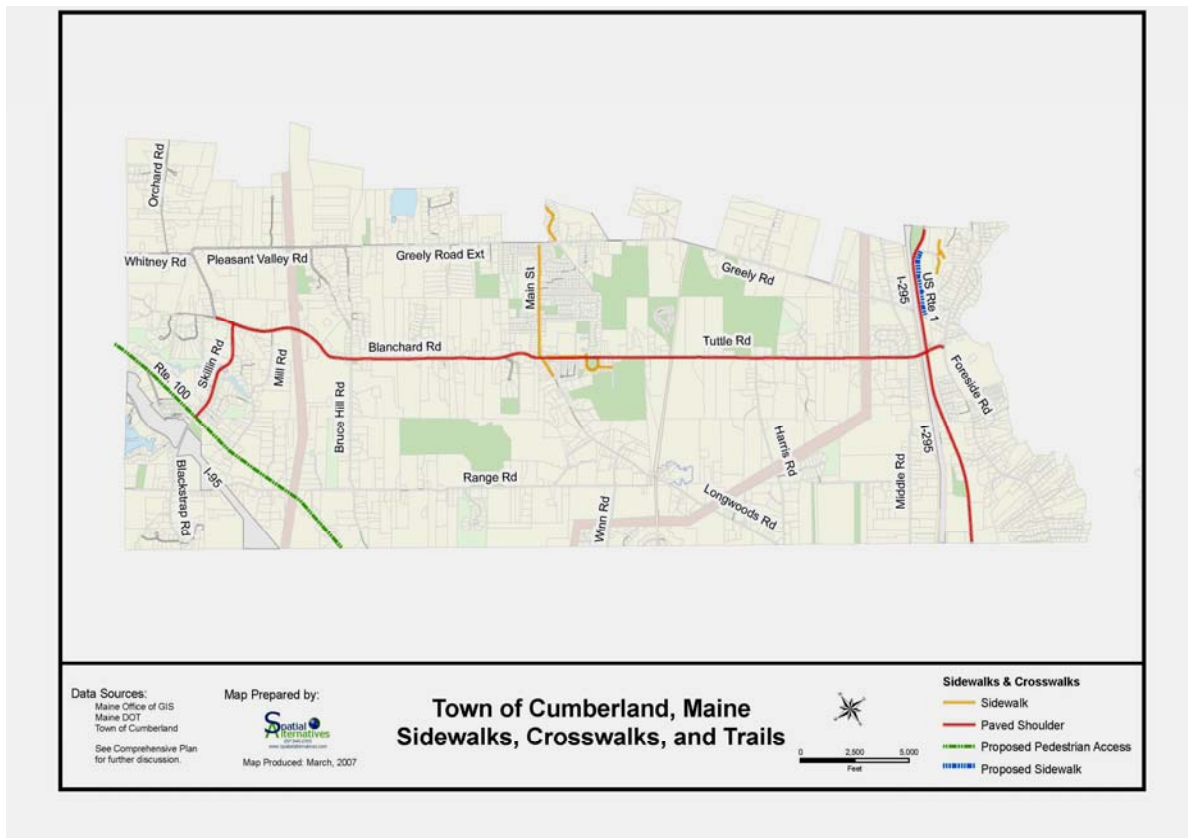 Orchard Rd
Whitney Rd
Pleasant Valley Rd
Greely Road Ext
Main St
Greely Rd
I-295
US Rte 1
Skillin Rd
Mill Rd
Blanchard Rd
Tuttle Rd
Rte. 100
Bruce Hill Rd
Foreside Rd
Blackstrap Rd
I-95
Range Rd
Wnn Rd
Harris Rd
Longwoods Rd
Middle Rd
I-295
Data Sources:
Maine Office of GIS
Maine DOT
Town of Cumberland
See Comprehensive Plan
for further discussion.
Map Prepared by:
Spatial
Alternatives
Map Produced: March, 2007
Town of Cumberland, Maine
Sidewalks, Crosswalks, and Trails
0 2,500 5,000
Feet
Sidewalks & Crosswalks
Sidewalk
Paved Shoulder
Proposed Pedestrian Access
Proposed Sidewalk